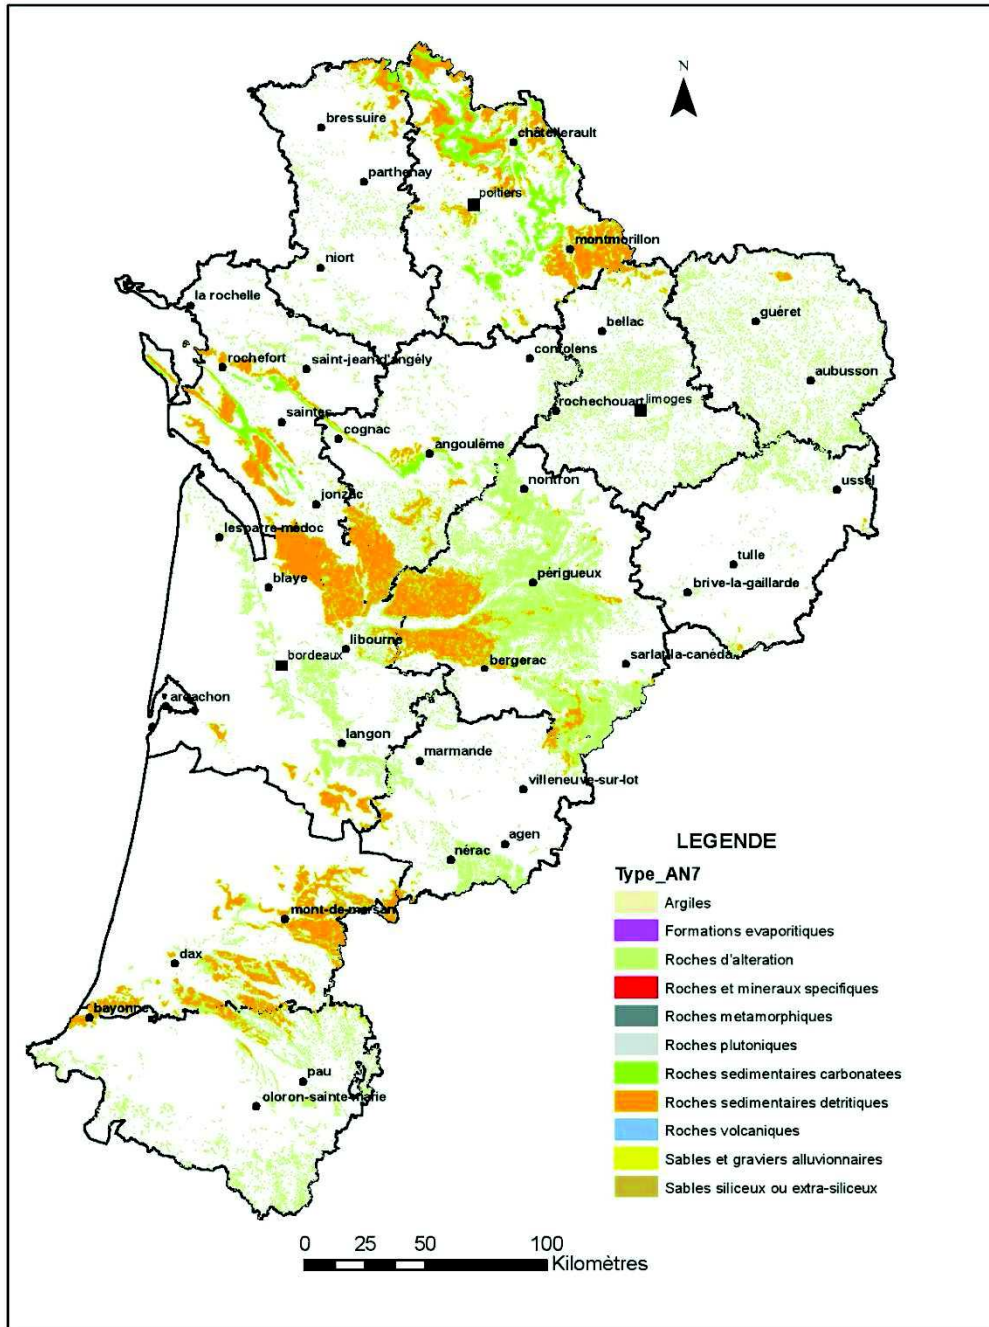 N
bressuire
châtellerault
parthenay
poitiers
montmorillon
niort
la rochelle
guéret
bellac
rochefort
saint-jean-d'angély
confolens
aubusson
rochechouart
limoges
saintes
cognac
angoulême
nontron
ussel
jonzac
lesparre-médoc
tulle
blaye
périgueux
brive-la-gaillarde
libourne
bordeaux
bergerac
sarlat-la-canéda
arcachon
langon
marmande
villeneuve-sur-lot
agen
nérac
mont-de-marsan
dax
bayonne
pau
oloron-sainte-marie
LEGENDE
Type_AN7
Argiles
Formations evaporitiques
Roches d'alteration
Roches et mineraux specifiques
Roches metamorphiques
Roches plutoniques
Roches sedimentaires carbonatees
Roches sedimentaires detritiques
Roches volcaniques
Sables et graviers alluvionnaires
Sables siliceux ou extra-siliceux
0 25 50 100
Kilomètres